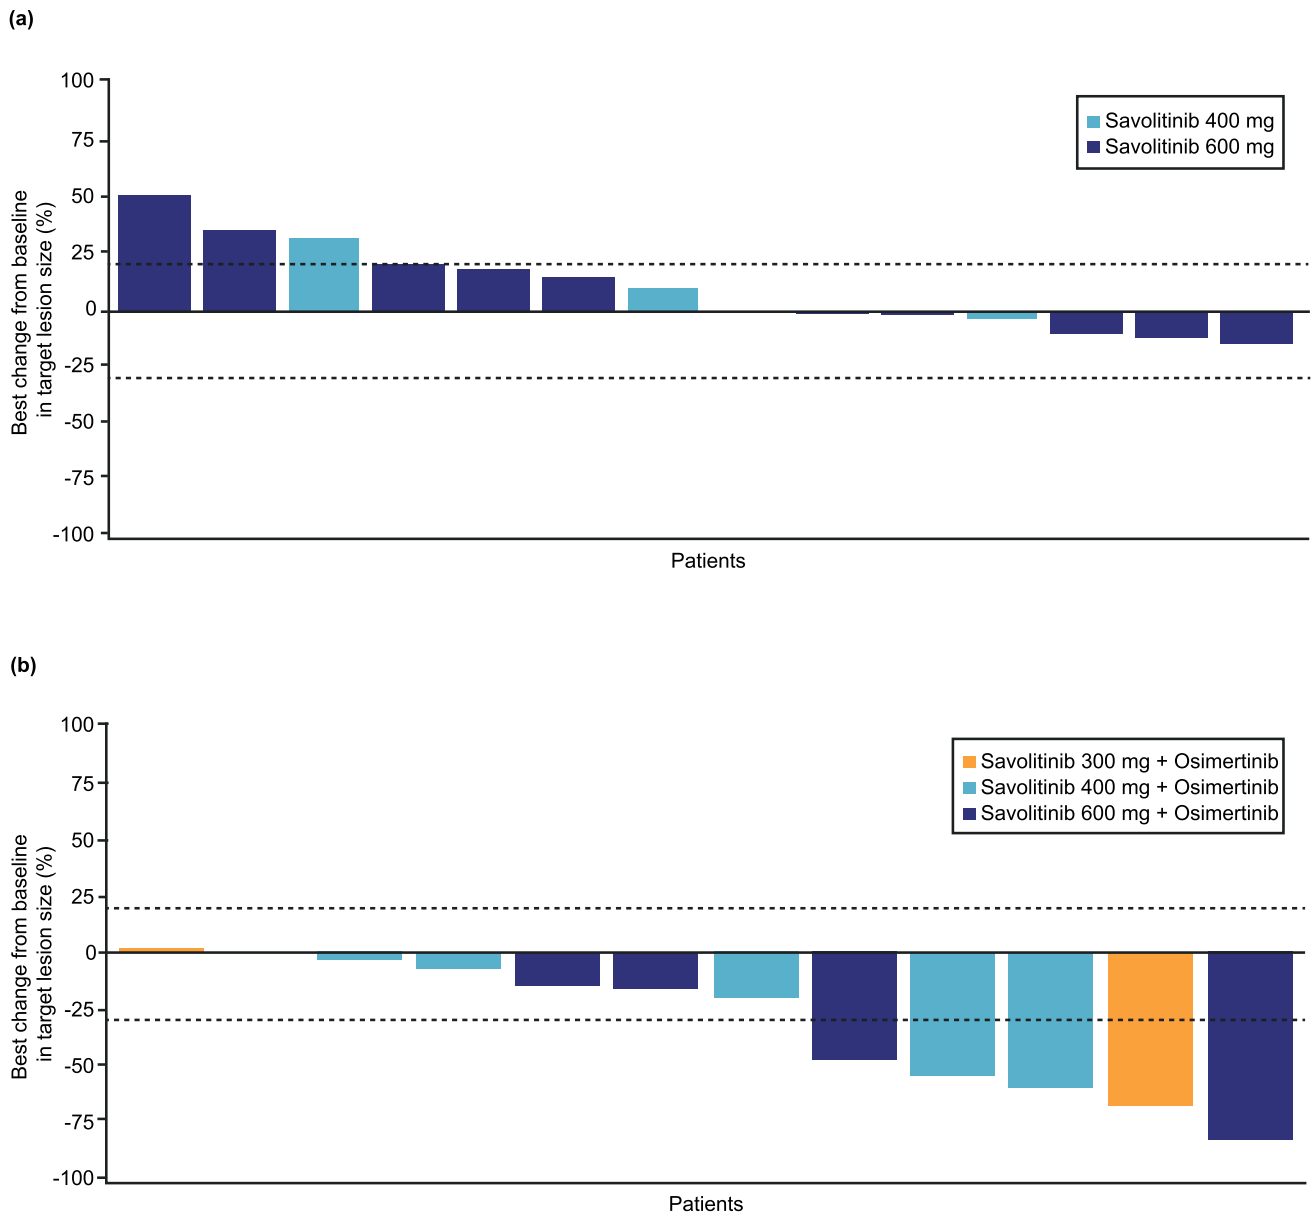 (a)
100
75
50
25
0
-25
-50
-75
-100
Best change from baseline
in target lesion size (%)
Savolitinib 400 mg
Savolitinib 600 mg
Patients
(b)
100
75
50
25
0
-25
-50
-75
-100
Best change from baseline
in target lesion size (%)
Savolitinib 300 mg + Osimertinib
Savolitinib 400 mg + Osimertinib
Savolitinib 600 mg + Osimertinib
Patients